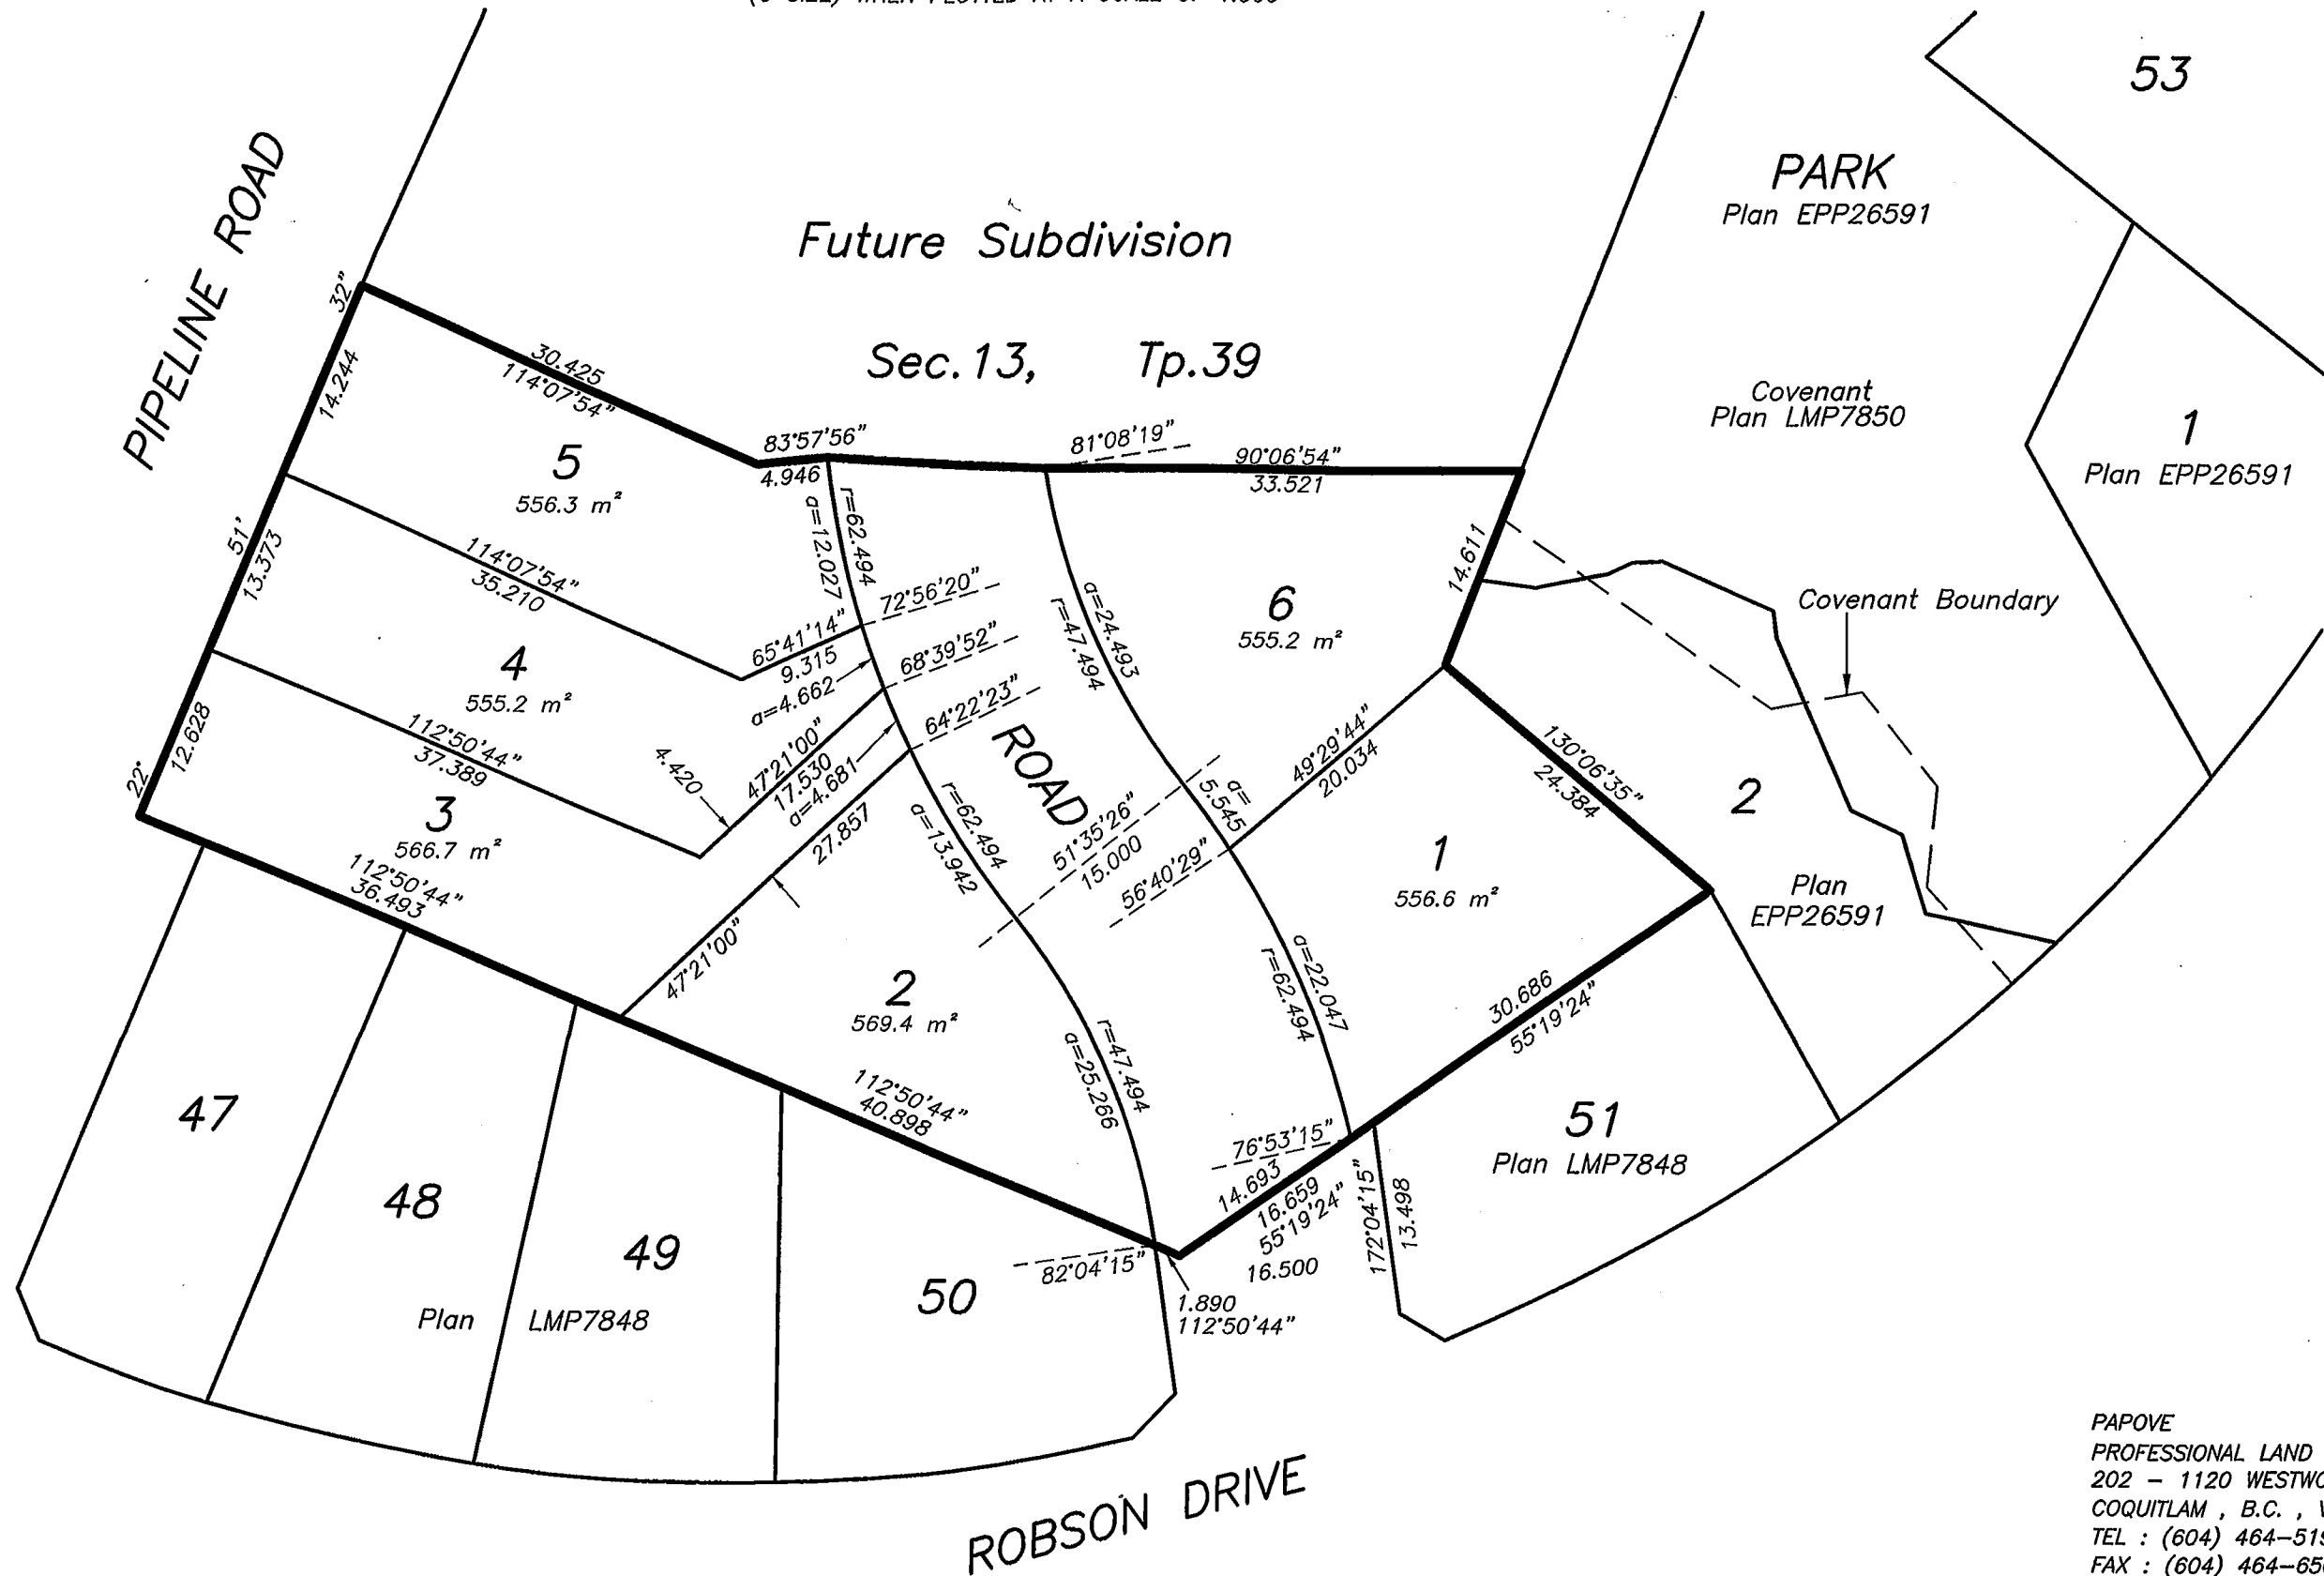 PIPELINE ROAD
Future Subdivision
Sec.13, Tp.39
53
PARK
Plan EPP26591
Covenant
Plan LMP7850
1
Plan EPP26591
Covenant Boundary
22°
51'
32"
14.244
13.373
12.628
30.425
114°07'54"
83°57'56"
4.946
81°08'19"
90°06'54"
33.521
14.611
5
556.3 m²
r=62.494
a=12.027
114°07'54"
35.210
65°41'14"
9.315
a=4.662
72°56'20"
68°39'52"
64°22'23"
4
555.2 m²
112°50'44"
37.389
4.420
47°21'00"
17.530
a=4.681
27.857
47°21'00"
3
566.7 m²
112°50'44"
36.493
ROAD
r=62.494
a=13.942
a=24.493
r=47.494
6
555.2 m²
a=
5.545
49°29'44"
20.034
51°35'26"
15.000
56°40'29"
130°06'35"
24.384
1
556.6 m²
2
Plan
EPP26591
2
569.4 m²
112°50'44"
40.898
r=47.494
a=25.266
a=22.047
r=62.494
30.686
55°19'24"
76°53'15"
14.693
16.659
55°19'24"
16.500
172°04'15"
13.498
82°04'15"
1.890
112°50'44"
51
Plan LMP7848
47
48
49
50
Plan LMP7848
ROBSON DRIVE
PAPOVE
PROFESSIONAL LAND
202 – 1120
COQUITLAM , B.C. ,
TEL : (604)
FAX : (604)